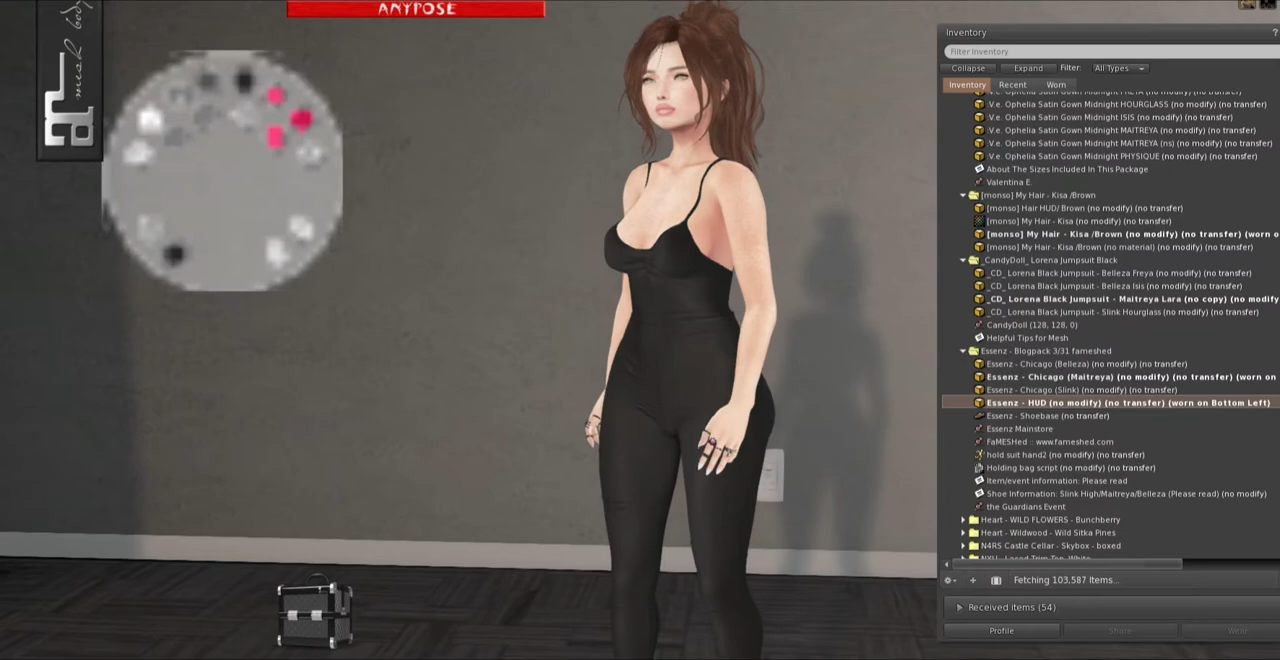 ANYPOSE
mesh body
Inventory
?
Filter Inventory
Collapse Expand Filter: All Types
Inventory Recent Worn
V.e. Ophelia Satin Gown Midnight HOURGLASS (no modify) (no transfer)
V.e. Ophelia Satin Gown Midnight ISIS (no modify) (no transfer)
V.e. Ophelia Satin Gown Midnight MAITREYA (no modify) (no transfer)
V.e. Ophelia Satin Gown Midnight MAITREYA (ns) (no modify) (no transfer)
V.e. Ophelia Satin Gown Midnight PHYSIQUE (no modify) (no transfer)
About The Sizes Included In This Package
Valentina E.
[monso] My Hair - Kisa /Brown
[monso] Hair HUD/ Brown (no modify) (no transfer)
[monso] My Hair - Kisa (no modify) (no transfer)
[monso] My Hair - Kisa /Brown (no modify) (no transfer) (worn o
[monso] My Hair - Kisa /Brown (no material) (no modify) (no transfer)
_CandyDoll_ Lorena Jumpsuit Black
_CD_ Lorena Black Jumpsuit - Belleza Freya (no modify) (no transfer)
_CD_ Lorena Black Jumpsuit - Belleza Isis (no modify) (no transfer)
_CD_ Lorena Black Jumpsuit - Maitreya Lara (no copy) (no modify
_CD_ Lorena Black Jumpsuit - Slink Hourglass (no modify) (no transfer)
CandyDoll (128, 128, 0)
Helpful Tips for Mesh
Essenz - Blogpack 3/31 fameshed
Essenz - Chicago (Belleza) (no modify) (no transfer)
Essenz - Chicago (Maitreya) (no modify) (no transfer) (worn on
Essenz - Chicago (Slink) (no modify) (no transfer)
Essenz - HUD (no modify) (no transfer) (worn on Bottom Left)
Essenz - Shoebase (no transfer)
Essenz Mainstore
FaMESHed :: www.fameshed.com
hold suit hand2 (no modify) (no transfer)
Holding bag script (no modify) (no transfer)
Item/event information: Please read
Shoe Information: Slink High/Maitreya/Belleza (Please read) (no modify)
the Guardians Event
Heart - WILD FLOWERS - Bunchberry
Heart - Wildwood - Wild Sitka Pines
N4RS Castle Cellar - Skybox - boxed
Fetching 103,587 Items...
Received items (54)
Profile Share Wear